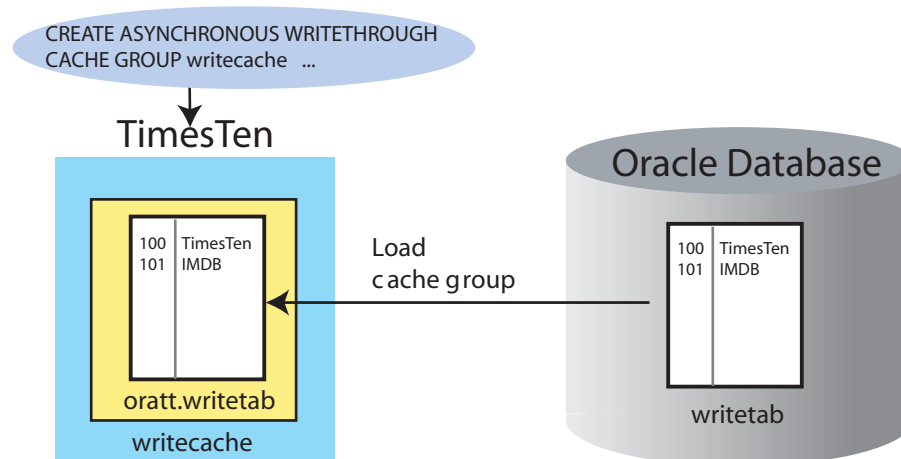 CREATE ASYNCHRONOUS WRITETHROUGH
CACHE GROUP writecache ...
TimesTen
Oracle Database
100 TimesTen
101 IMDB
Load
cache group
100 TimesTen
101 IMDB
oratt.writetab
writetab
writecache